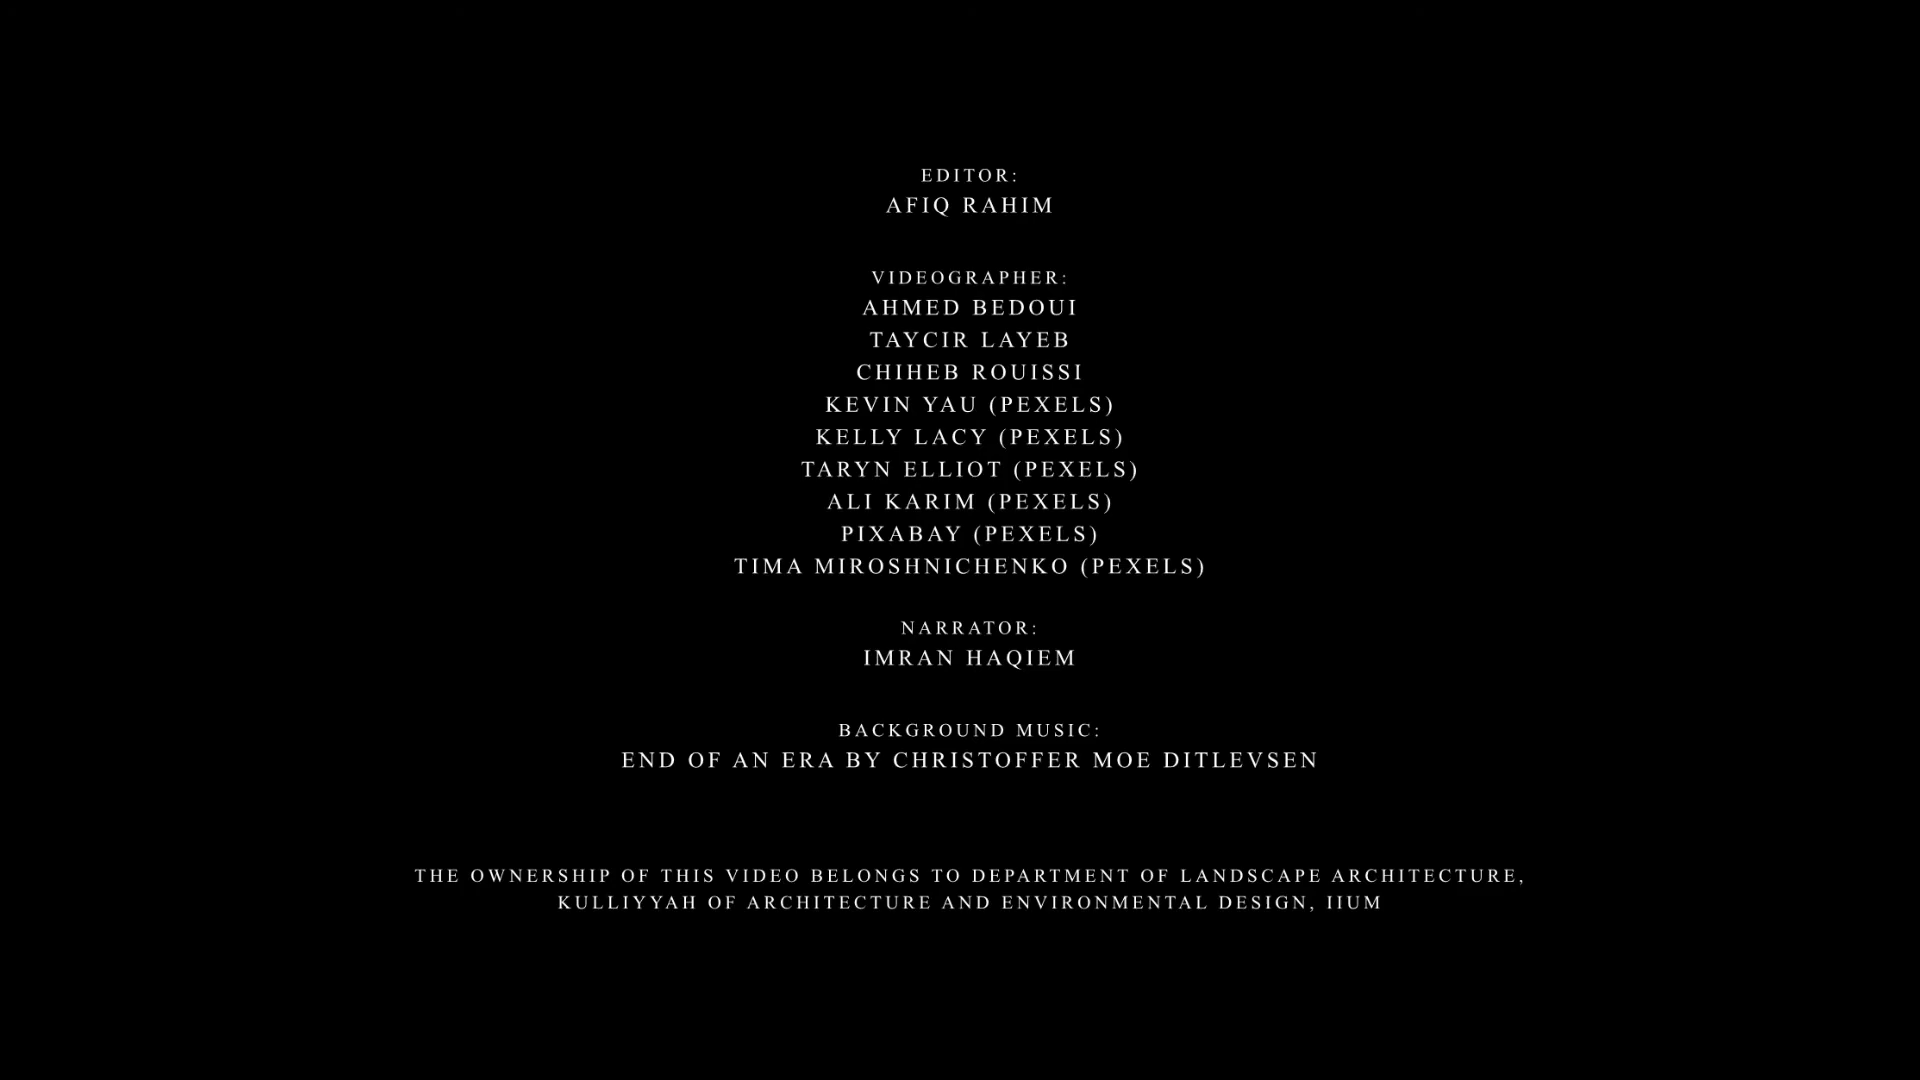 EDITOR:
AFIQ RAHIM
VIDEOGRAPHER:
AHMED BEDOUI
TAYCIR LAYEB
CHIHEB ROUISSI
KEVIN YAU (PEXELS)
KELLY LACY (PEXELS)
TARYN ELLIOT (PEXELS)
ALI KARIM (PEXELS)
PIXABAY (PEXELS)
TIMA MIROSHNICHENKO (PEXELS)
NARRATOR:
IMRAN HAQIEM
BACKGROUND MUSIC:
END OF AN ERA BY CHRISTOFFER MOE DITLEVSEN
THE OWNERSHIP OF THIS VIDEO BELONGS TO DEPARTMENT OF LANDSCAPE ARCHITECTURE,
KULLIYYAH OF ARCHITECTURE AND ENVIRONMENTAL DESIGN, IIUM